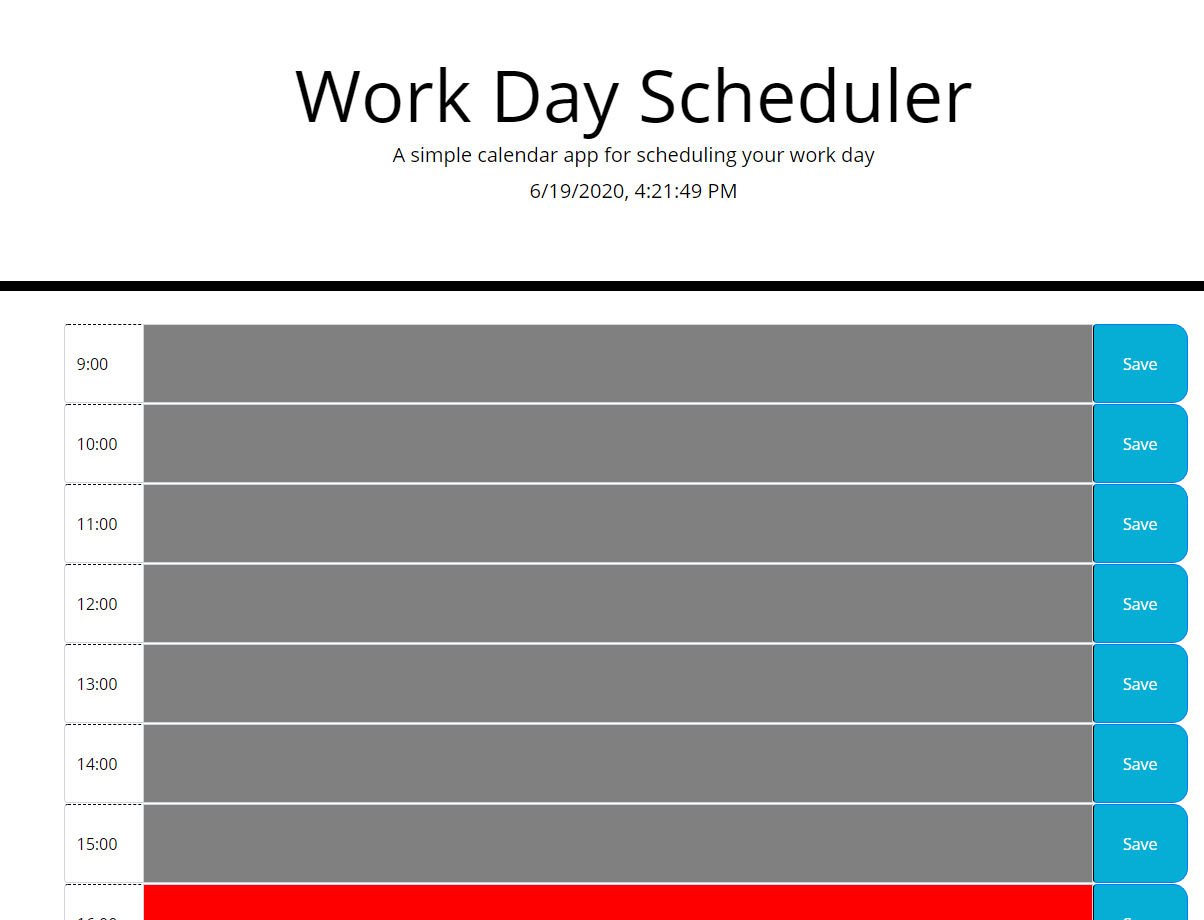 Work Day Scheduler
A simple calendar app for scheduling your work day
6/19/2020, 4:21:49 PM
9:00 Save
10:00 Save
11:00 Save
12:00 Save
13:00 Save
14:00 Save
15:00 Save